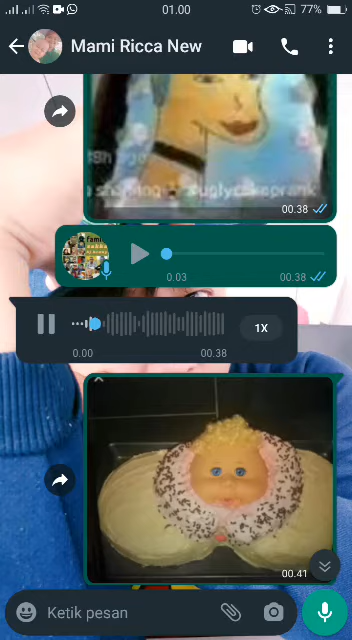 01.00
77%
Mami Ricca New
#uglycakeprank
00.38
0.03
00.38
1X
0.00
00.38
00.41
Ketik pesan